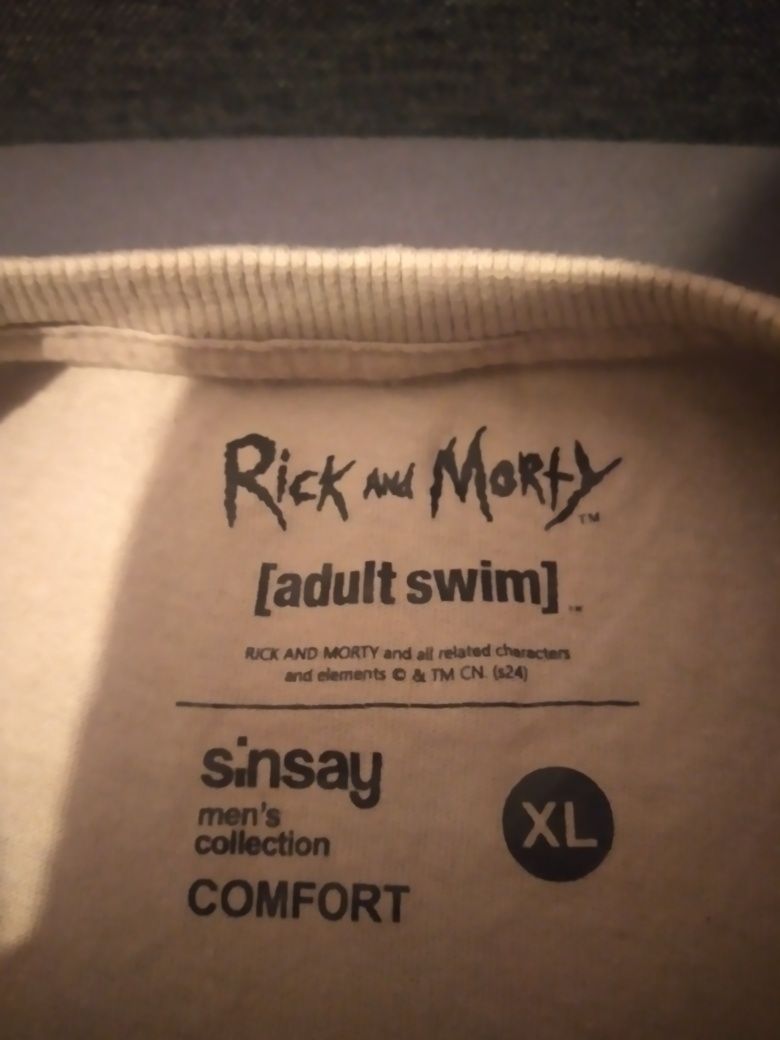 Rick and Morty™
[adult swim]™
RICK AND MORTY and all related characters
and elements © & TM CN. (s24)
sinsay
men's
collection
XL
COMFORT